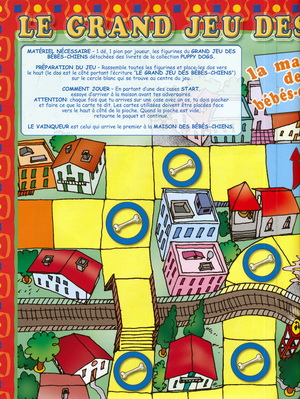 LE GRAND JEU DES
MATÉRIEL NÉCESSAIRE - 1 dé, 1 pion par joueur, les figurines du GRAND JEU DES
BÉBÉS-CHIENS détachées des livrets de la collection PUPPY DOGS.
PRÉPARATION DU JEU - Rassemble toutes les figurines et place-les dos vers
le haut (le dos est le côté portant l'écriture "LE GRAND JEU DES BÉBÉS-CHIENS")
sur le cercle blanc qui se trouve au centre du jeu.
COMMENT JOUER - En partant d'une des cases START,
essaye d'arriver à la maison avant tes adversaires.
ATTENTION: chaque fois que tu arrives sur une case avec un os, tu dois piocher
et faire ce que la carte te dit. Les cartes utilisées doivent être placées face
vers le haut à côté de la pioche. Quand la pioche est vide,
retourne le paquet et continue.
LE VAINQUEUR est celui qui arrive le premier à la MAISON DES BÉBÉS-CHIENS.
a ma
des
bébés